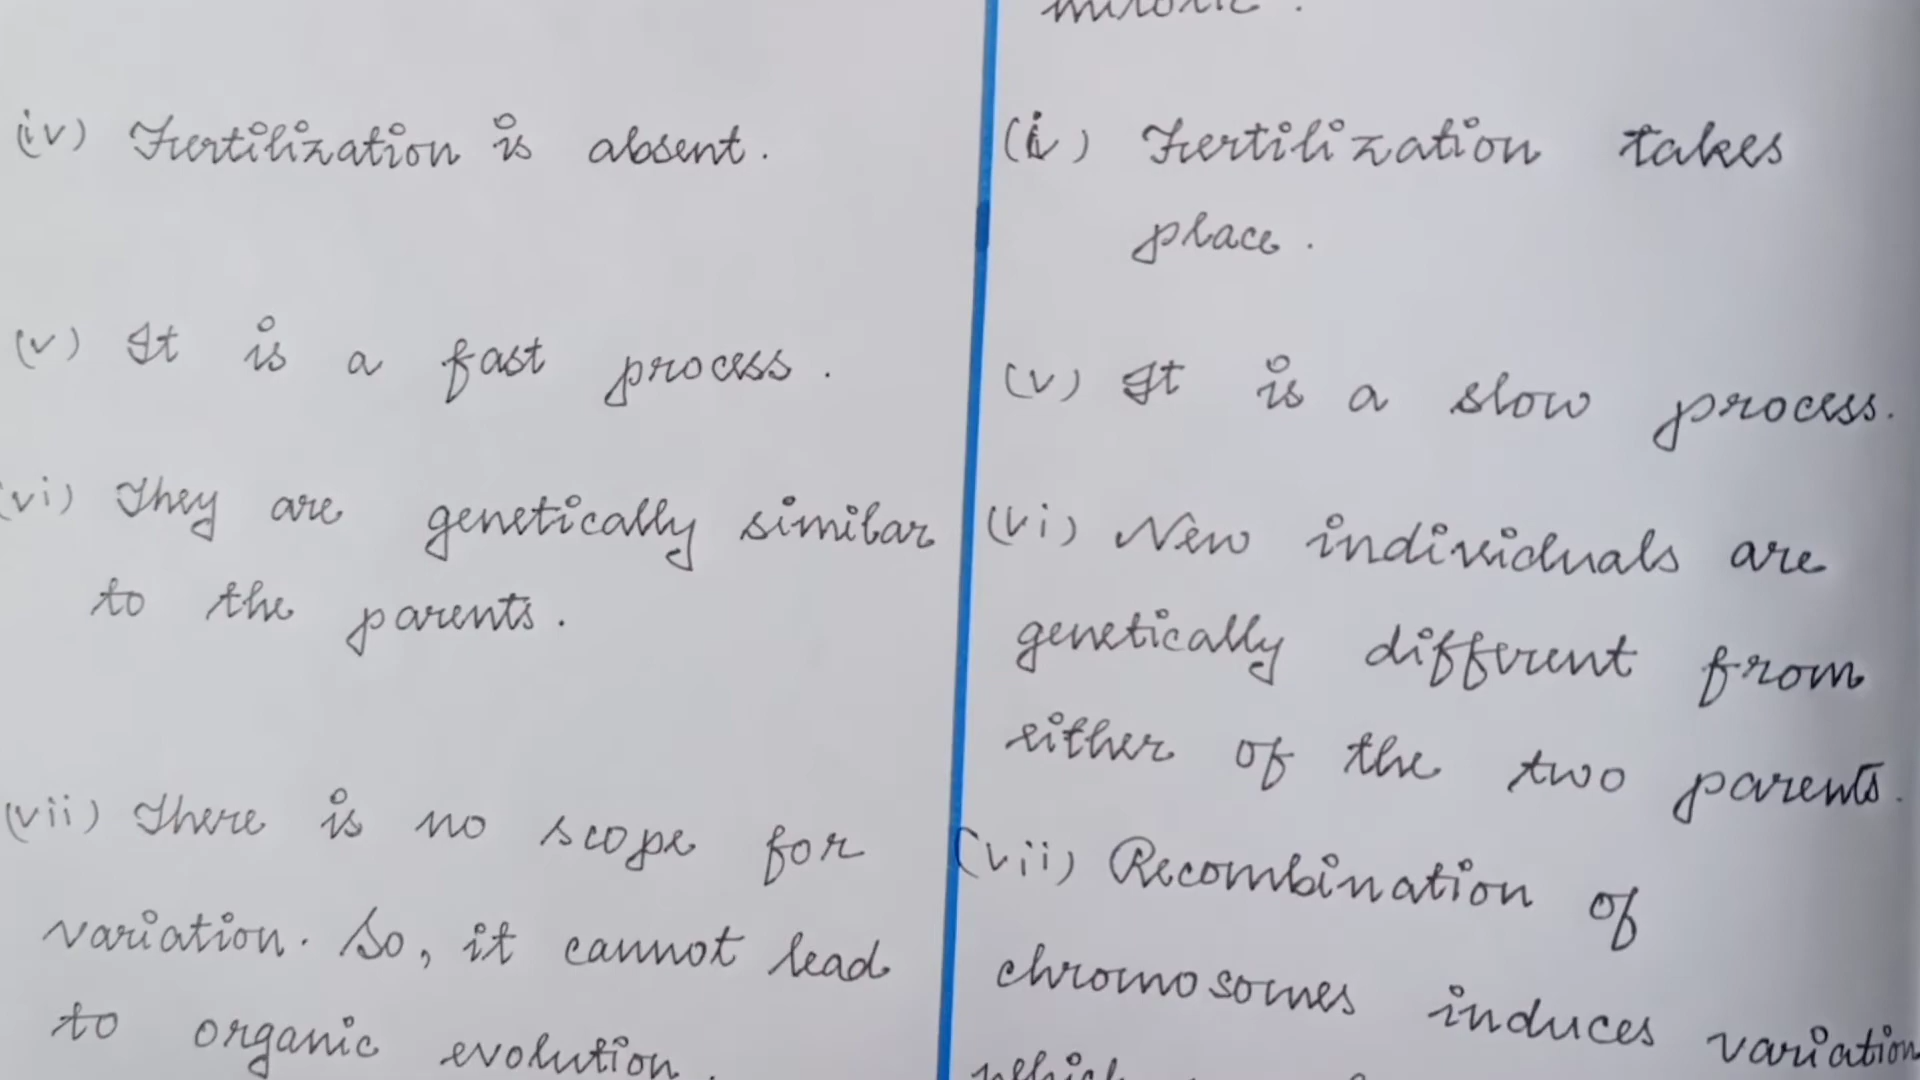 (iv) Fertilization is absent.
(v) It is a fast process.
(vi) They are genetically similar
to the parents.
(vii) There is no scope for
variation. So, it cannot lead
to organic evolution.
(iv) Fertilization takes
place.
(v) It is a slow process.
(vi) New individuals are
genetically different from
either of the two parents.
(vii) Recombination of
chromosomes induces variation
which